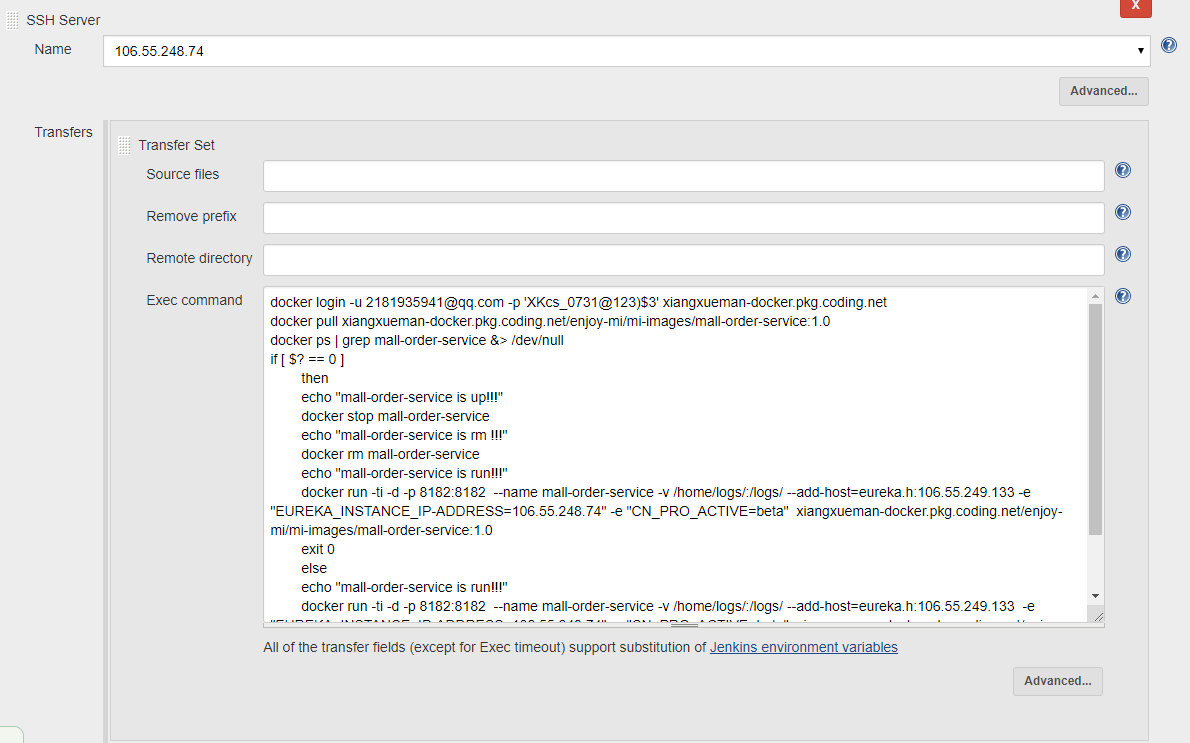 X
SSH Server
Name
106.55.248.74
Advanced...
Transfers
Transfer Set
Source files
Remove prefix
Remote directory
Exec command
docker login -u 2181935941@qq.com -p 'XKcs_0731@123)$3' xiangxueman-docker.pkg.coding.net
docker pull xiangxueman-docker.pkg.coding.net/enjoy-mi/mi-images/mall-order-service:1.0
docker ps | grep mall-order-service &> /dev/null
if [ $? == 0 ]
then
echo "mall-order-service is up!!!"
docker stop mall-order-service
echo "mall-order-service is rm !!!"
docker rm mall-order-service
echo "mall-order-service is run!!!"
docker run -ti -d -p 8182:8182  --name mall-order-service -v /home/logs/:/logs/ --add-host=eureka.h:106.55.249.133 -e
"EUREKA_INSTANCE_IP-ADDRESS=106.55.248.74" -e "CN_PRO_ACTIVE=beta"  xiangxueman-docker.pkg.coding.net/enjoy-
mi/mi-images/mall-order-service:1.0
exit 0
else
echo "mall-order-service is run!!!"
docker run -ti -d -p 8182:8182  --name mall-order-service -v /home/logs/:/logs/ --add-host=eureka.h:106.55.249.133  -e
All of the transfer fields (except for Exec timeout) support substitution of Jenkins environment variables
Advanced...